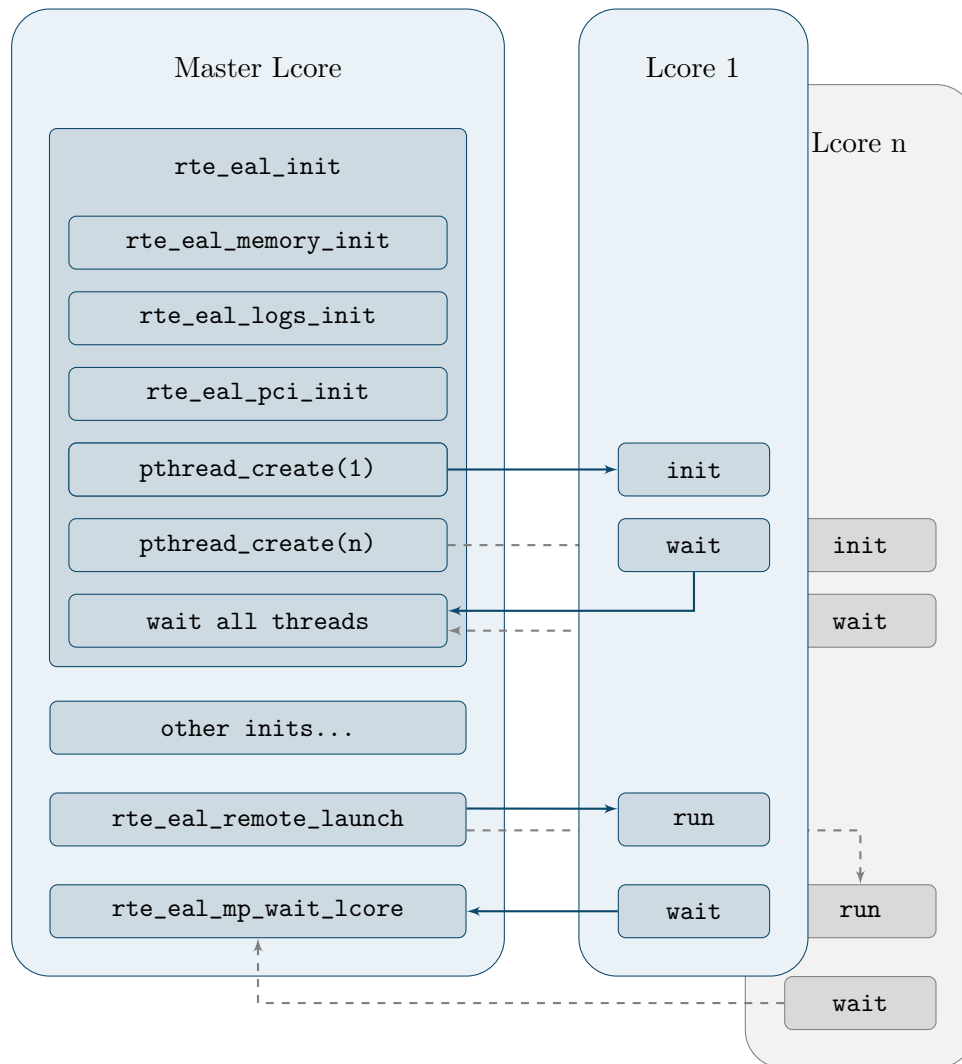 Master Lcore
rte_eal_init
rte_eal_memory_init
rte_eal_logs_init
rte_eal_pci_init
pthread_create(1)
pthread_create(n)
wait all threads
other inits...
rte_eal_remote_launch
rte_eal_mp_wait_lcore
Lcore 1
init
wait
run
wait
Lcore n
init
wait
run
wait